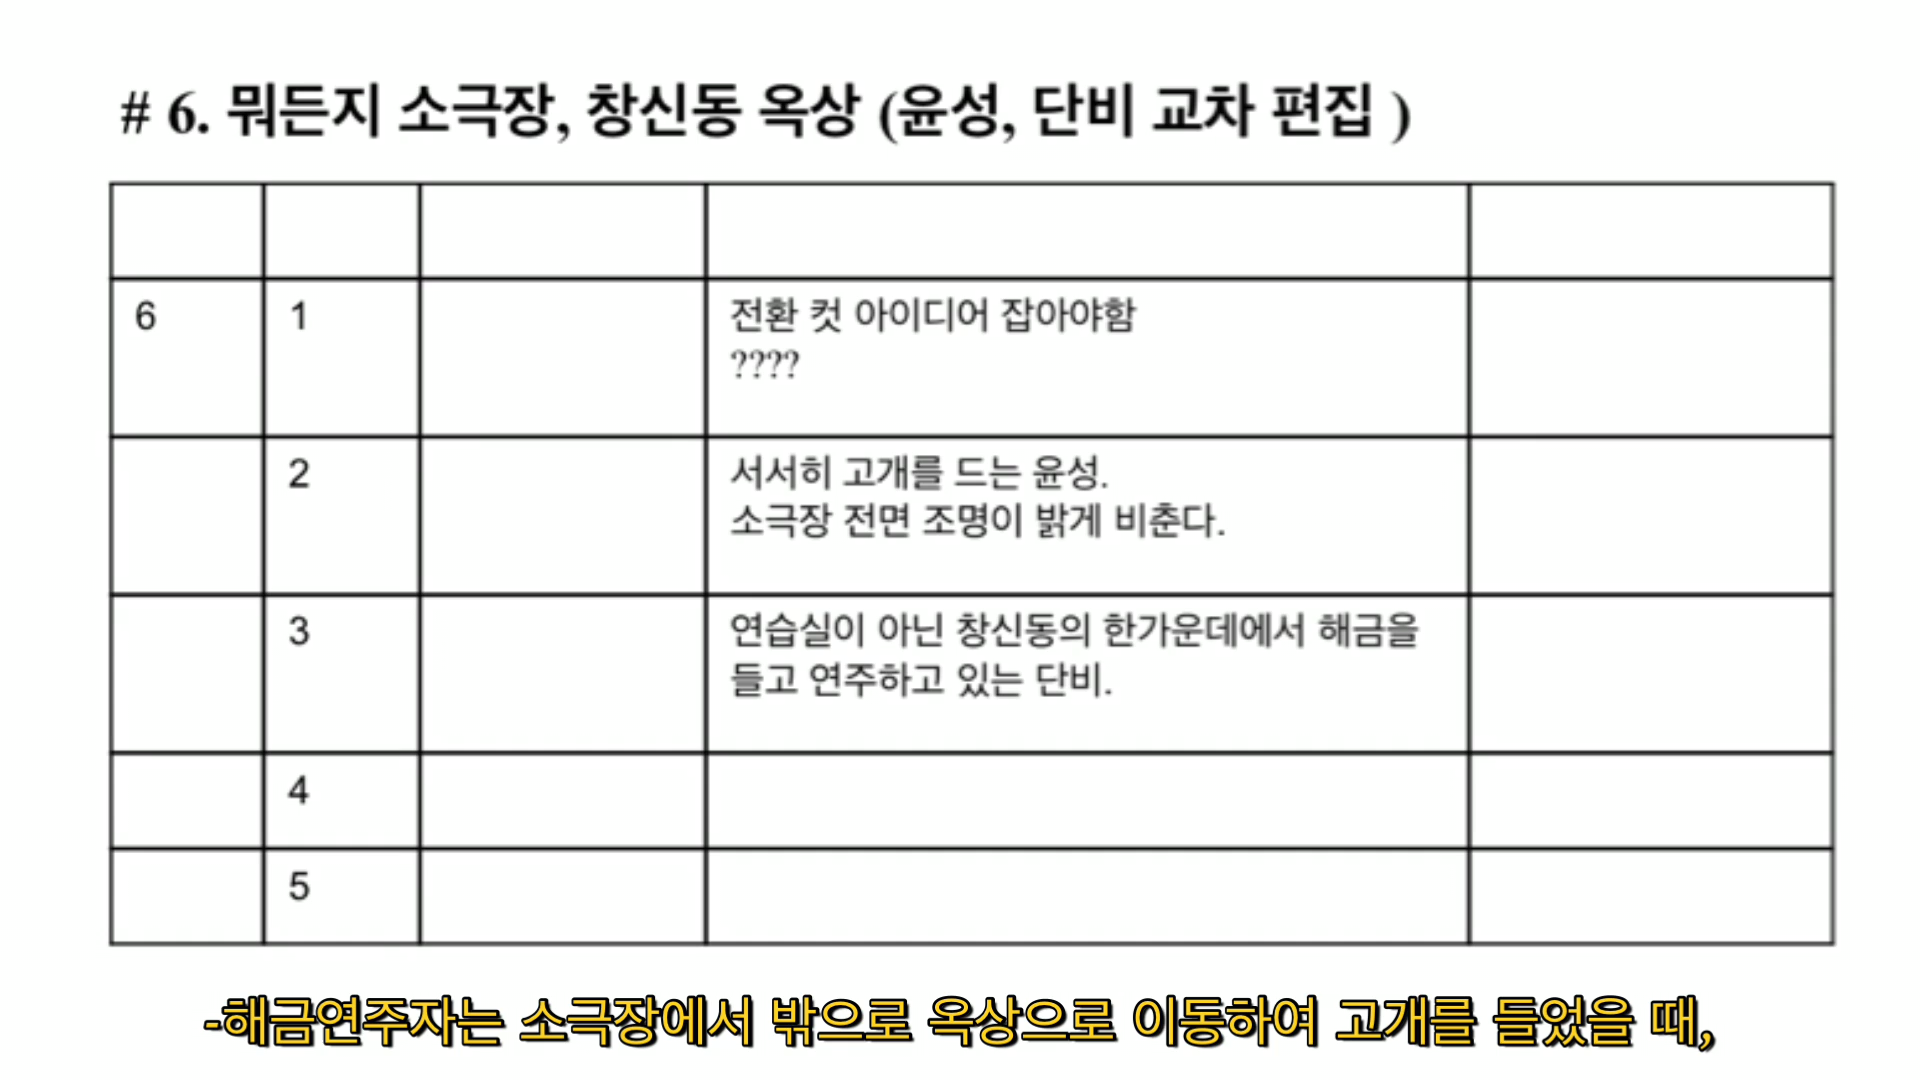 # 6. 뭐든지 소극장, 창신동 옥상 (윤성, 단비 교차 편집 )
6 1 전환 컷 아이디어 잡아야함
????
2 서서히 고개를 드는 윤성.
소극장 전면 조명이 밝게 비춘다.
3 연습실이 아닌 창신동의 한가운데에서 해금을
들고 연주하고 있는 단비.
4
5
-해금연주자는 소극장에서 밖으로 옥상으로 이동하여 고개를 들었을 때,